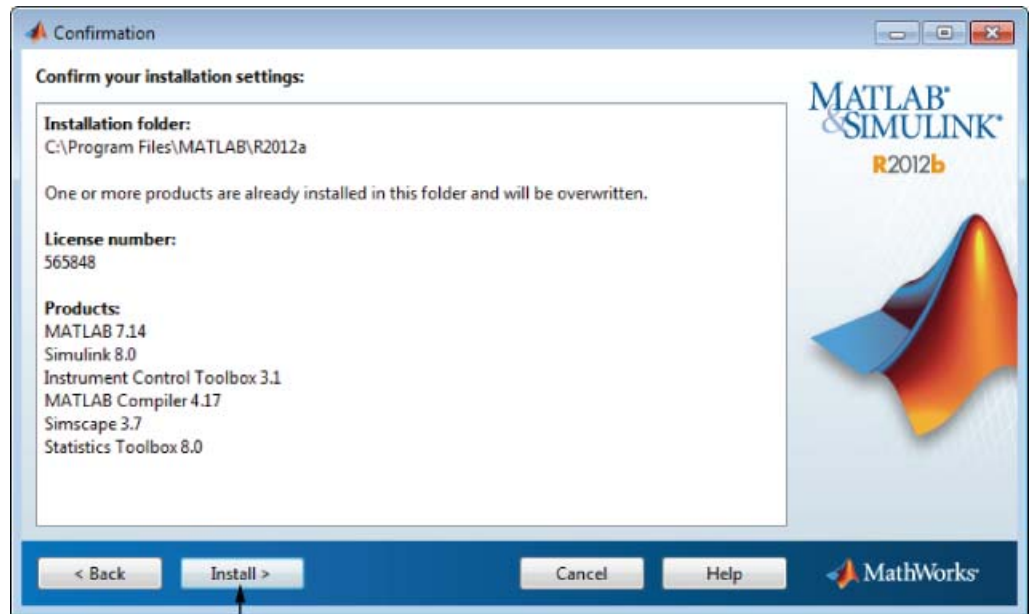 Confirmation
Confirm your installation settings:
Installation folder:
C:\Program Files\MATLAB\R2012a
One or more products are already installed in this folder and will be overwritten.
License number:
565848
Products:
MATLAB 7.14
Simulink 8.0
Instrument Control Toolbox 3.1
MATLAB Compiler 4.17
Simscape 3.7
Statistics Toolbox 8.0
MATLAB®
&SIMULINK®
R2012b
< Back
Install >
Cancel
Help
MathWorks®